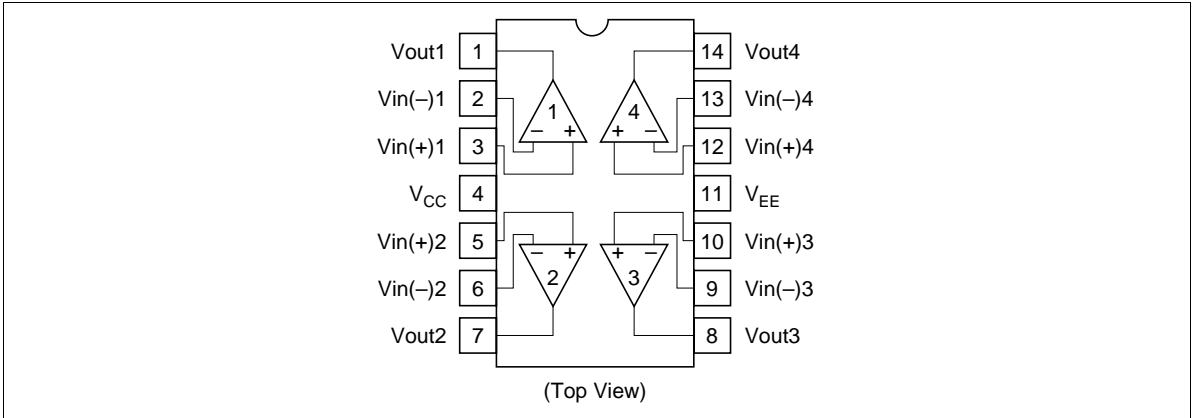 Vout1 1 14 Vout4
Vin(–)1 2 13 Vin(–)4
1 4
– + + –
Vin(+)1 3 12 Vin(+)4
V_CC 4 11 V_EE
Vin(+)2 5 10 Vin(+)3
– + + –
2 3
Vin(–)2 6 9 Vin(–)3
Vout2 7 8 Vout3
(Top View)